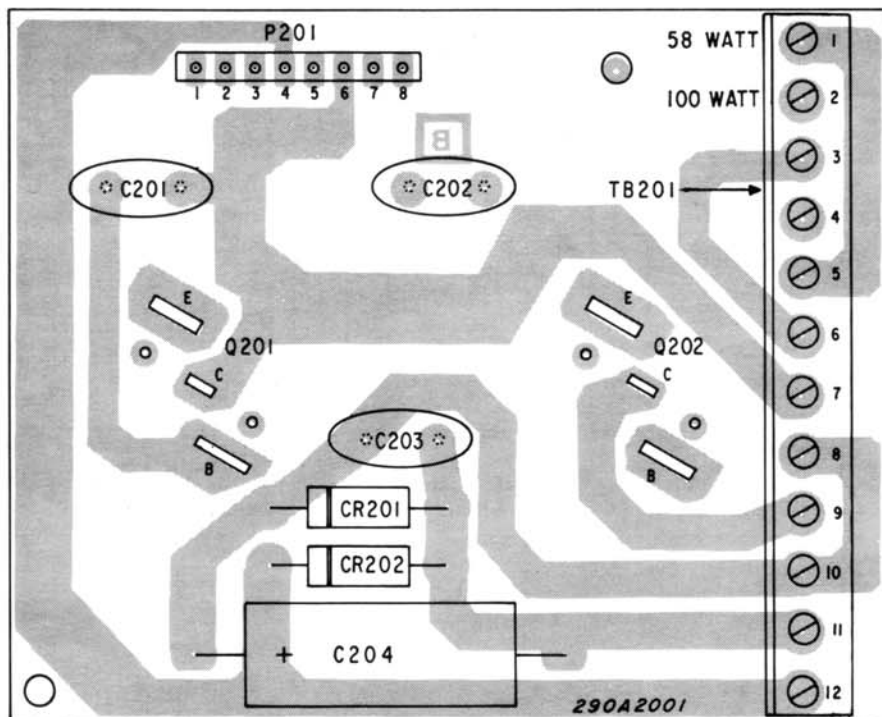 P201
58 WATT 1
1 2 3 4 5 6 7 8
100 WATT 2
B
3
C201 C202 TB201
4
5
E E
6
Q201 Q202
C C
7
C203
8
B B
CR201 9
CR202 10
11
+ C204
12
290A2001